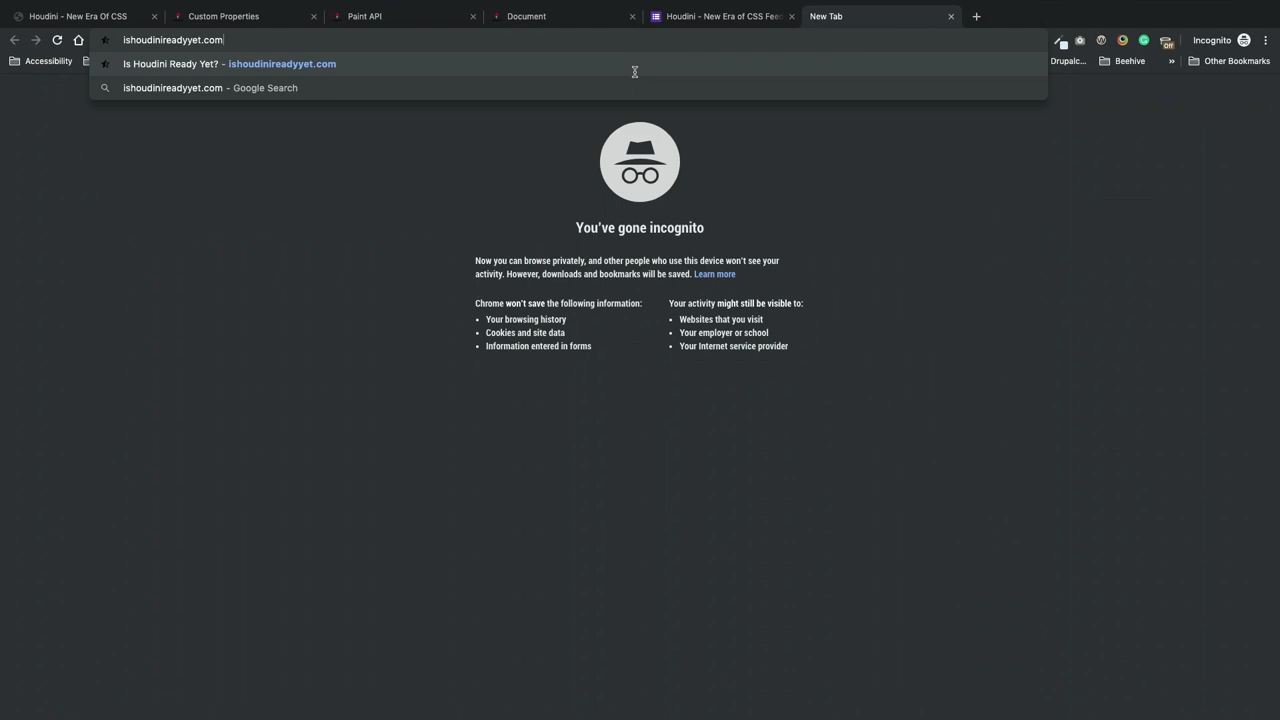 Houdini - New Era Of CSS
Custom Properties
Paint API
Document
Houdini - New Era of CSS Fee
New Tab
ishoudinireadyyet.com
Off
Incognito
Accessibility
Drupalc...
Beehive
»
Other Bookmarks
Is Houdini Ready Yet? - ishoudinireadyyet.com
ishoudinireadyyet.com - Google Search
You've gone incognito
Now you can browse privately, and other people who use this device won't see your
activity. However, downloads and bookmarks will be saved. Learn more
Chrome won't save the following information:
• Your browsing history
• Cookies and site data
• Information entered in forms
Your activity might still be visible to:
• Websites that you visit
• Your employer or school
• Your Internet service provider